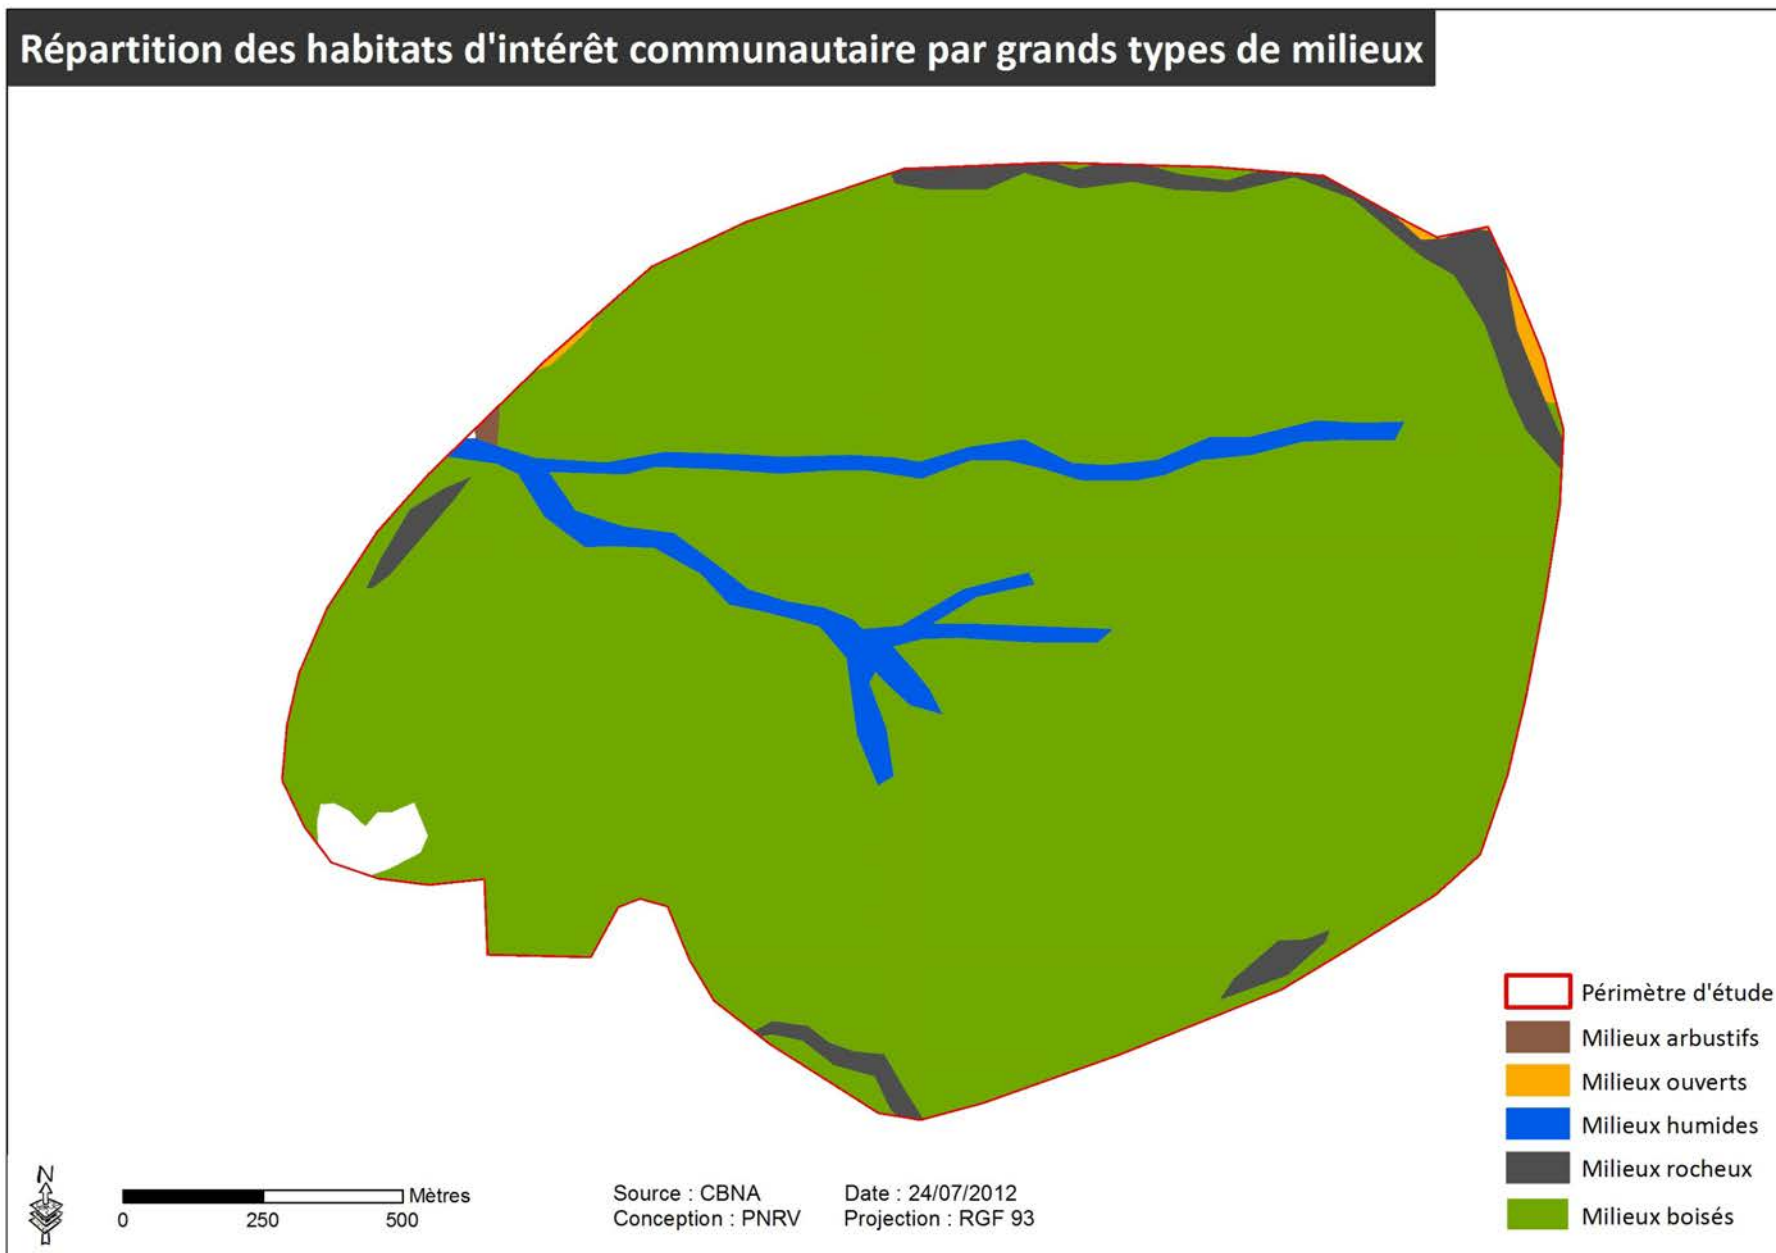 Répartition des habitats d'intérêt communautaire par grands types de milieux
Périmètre d'étude
Milieux arbustifs
Milieux ouverts
Milieux humides
Milieux rocheux
Milieux boisés
N
Mètres
0 250 500
Source : CBNA Date : 24/07/2012
Conception : PNRV Projection : RGF 93